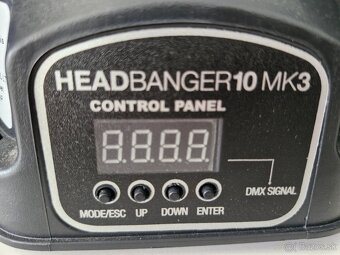 HEADBANGER10 MK3
CONTROL PANEL
8.8.8.8.
DMX SIGNAL
MODE/ESC UP DOWN ENTER